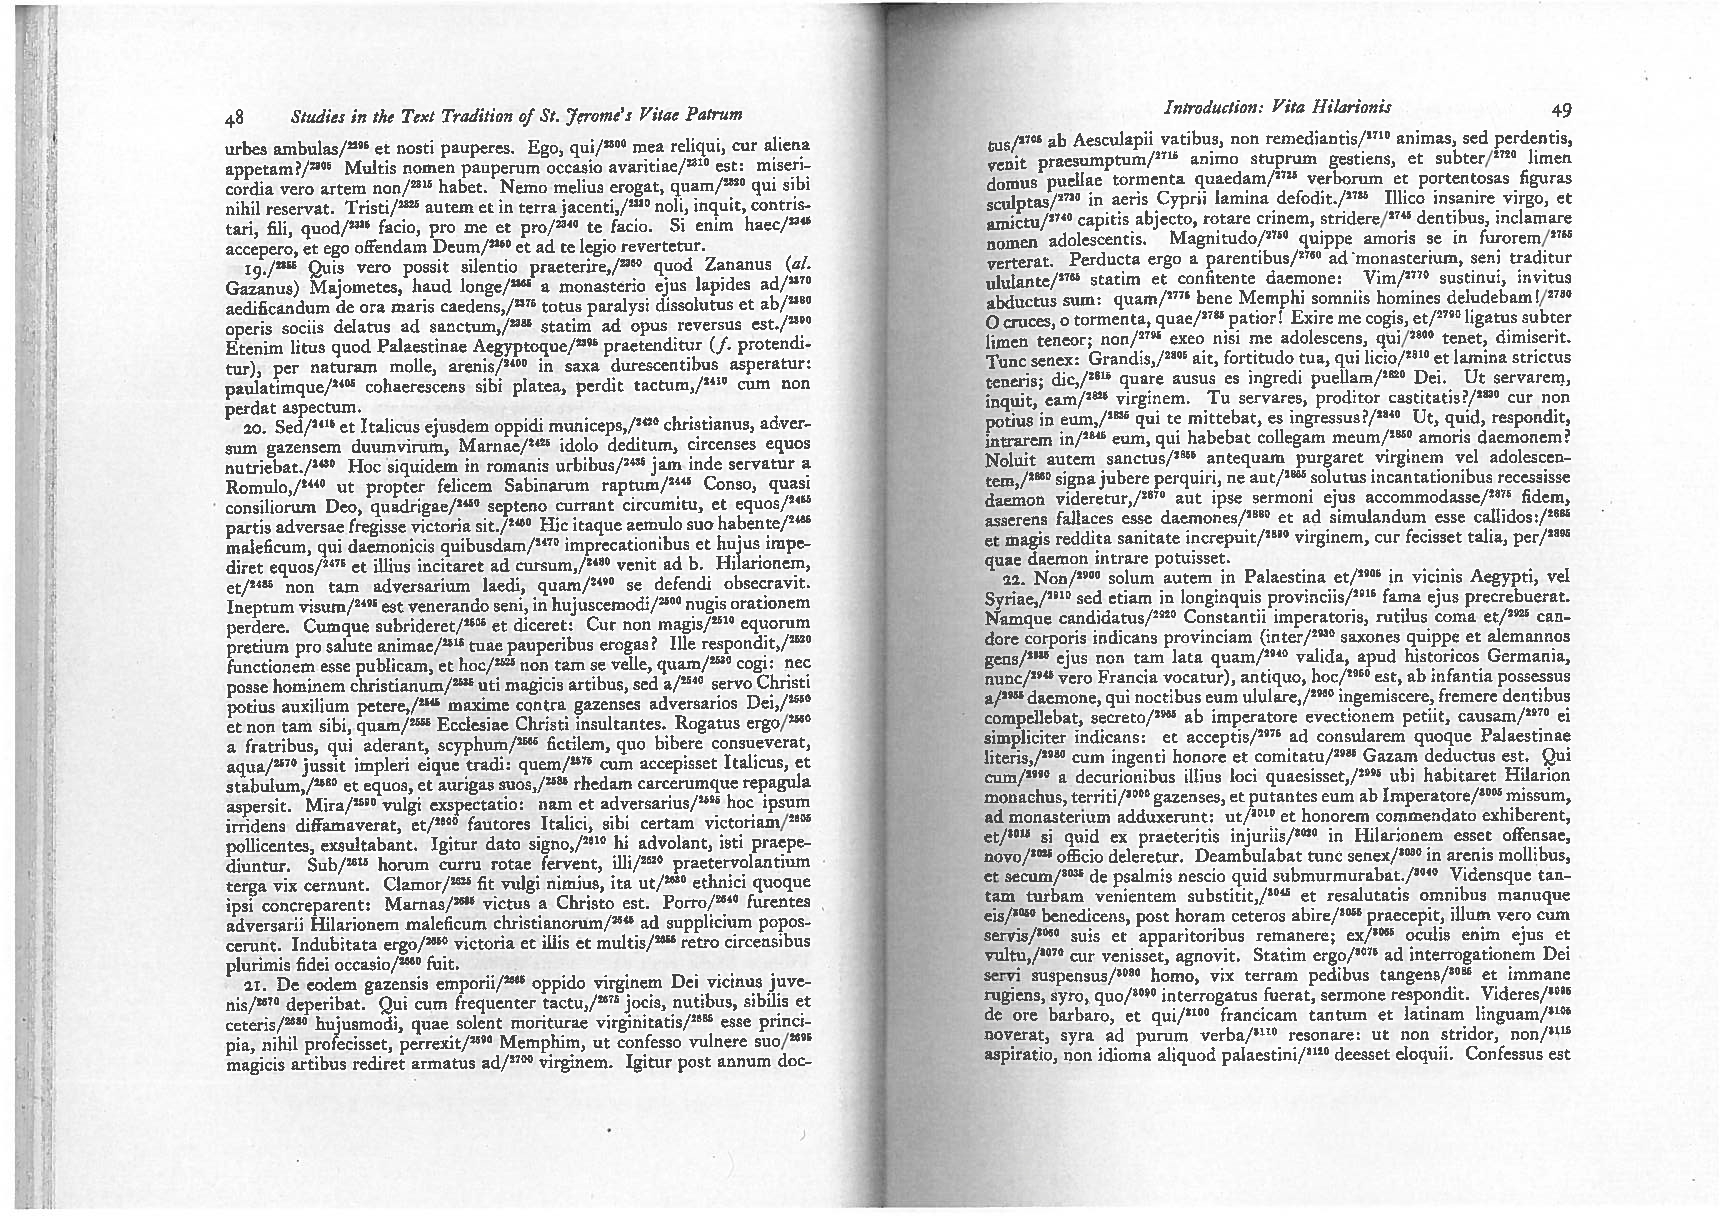 48 Studies in the Text Tradition of St. Jerome's Vitae Patrum
urbes ambulas/²²⁹⁵ et nosti pauperes. Ego, qui/²³⁰⁰ mea reliqui, cur aliena
appetam?/²³⁰⁵ Multis nomen pauperum occasio avaritiae/²³¹⁰ est: miseri-
cordia vero artem non/²³¹⁵ habet. Nemo melius erogat, quam/²³²⁰ qui sibi
nihil reservat. Tristi/²³²⁵ autem et in terra jacenti,/²³³⁰ noli, inquit, contris-
tari, fili, quod/²³³⁵ facio, pro me et pro/²³⁴⁰ te facio. Si enim haec/²³⁴⁵
accepero, et ego offendam Deum/²³⁵⁰ et ad te legio revertetur.
19./²³⁵⁵ Quis vero possit silentio praeterire,/²³⁶⁰ quod Zananus (al.
Gazanus) Majometes, haud longe/²³⁶⁵ a monasterio ejus lapides ad/²³⁷⁰
aedificandum de ora maris caedens,/²³⁷⁵ totus paralysi dissolutus et ab/²³⁸⁰
operis sociis delatus ad sanctum,/²³⁸⁵ statim ad opus reversus est./²³⁹⁰
Etenim litus quod Palaestinae Aegyptoque/²³⁹⁵ praetenditur (f. protendi-
tur), per naturam molle, arenis/²⁴⁰⁰ in saxa durescentibus asperatur:
paulatimque/²⁴⁰⁵ cohaerescens sibi platea, perdit tactum,/²⁴¹⁰ cum non
perdat aspectum.
20. Sed/²⁴¹⁵ et Italicus ejusdem oppidi municeps,/²⁴²⁰ christianus, adver-
sum gazensem duumvirum, Marnae/²⁴²⁵ idolo deditum, circenses equos
nutriebat./²⁴³⁰ Hoc siquidem in romanis urbibus/²⁴³⁵ jam inde servatur a
Romulo,/²⁴⁴⁰ ut propter felicem Sabinarum raptum/²⁴⁴⁵ Conso, quasi
consiliorum Deo, quadrigae/²⁴⁵⁰ septeno currant circumitu, et equos/²⁴⁵⁵
partis adversae fregisse victoria sit./²⁴⁶⁰ Hic itaque aemulo suo habente/²⁴⁶⁵
maleficum, qui daemonicis quibusdam/²⁴⁷⁰ imprecationibus et hujus impe-
diret equos/²⁴⁷⁵ et illius incitaret ad cursum,/²⁴⁸⁰ venit ad b. Hilarionem,
et/²⁴⁸⁵ non tam adversarium laedi, quam/²⁴⁹⁰ se defendi obsecravit.
Ineptum visum/²⁴⁹⁵ est venerando seni, in hujuscemodi/²⁵⁰⁰ nugis orationem
perdere. Cumque subrideret/²⁵⁰⁵ et diceret: Cur non magis/²⁵¹⁰ equorum
pretium pro salute animae/²⁵¹⁵ tuae pauperibus erogas? Ille respondit,/²⁵²⁰
functionem esse publicam, et hoc/²⁵²⁵ non tam se velle, quam/²⁵³⁰ cogi: nec
posse hominem christianum/²⁵³⁵ uti magicis artibus, sed a/²⁵⁴⁰ servo Christi
potius auxilium petere,/²⁵⁴⁵ maxime contra gazenses adversarios Dei,/²⁵⁵⁰
et non tam sibi, quam/²⁵⁵⁵ Ecclesiae Christi insultantes. Rogatus ergo/²⁵⁶⁰
a fratribus, qui aderant, scyphum/²⁵⁶⁵ fictilem, quo bibere consueverat,
aqua/²⁵⁷⁰ jussit impleri eique tradi: quem/²⁵⁷⁵ cum accepisset Italicus, et
stabulum,/²⁵⁸⁰ et equos, et aurigas suos,/²⁵⁸⁵ rhedam carcerumque repagula
aspersit. Mira/²⁵⁹⁰ vulgi exspectatio: nam et adversarius/²⁵⁹⁵ hoc ipsum
irridens diffamaverat, et/²⁶⁰⁰ fautores Italici, sibi certam victoriam/²⁶⁰⁵
pollicentes, exsultabant. Igitur dato signo,/²⁶¹⁰ hi advolant, isti praepe-
diuntur. Sub/²⁶¹⁵ horum curru rotae fervent, illi/²⁶²⁰ praetervolantium
terga vix cernunt. Clamor/²⁶²⁵ fit vulgi nimius, ita ut/²⁶³⁰ ethnici quoque
ipsi concreparent: Marnas/²⁶³⁵ victus a Christo est. Porro/²⁶⁴⁰ furentes
adversarii Hilarionem maleficum christianorum/²⁶⁴⁵ ad supplicium popos-
cerunt. Indubitata ergo/²⁶⁵⁰ victoria et illis et multis/²⁶⁵⁵ retro circensibus
plurimis fidei occasio/²⁶⁶⁰ fuit.
21. De eodem gazensis emporii/²⁶⁶⁵ oppido virginem Dei vicinus juve-
nis/²⁶⁷⁰ deperibat. Qui cum frequenter tactu,/²⁶⁷⁵ jocis, nutibus, sibilis et
ceteris/²⁶⁸⁰ hujusmodi, quae solent moriturae virginitatis/²⁶⁸⁵ esse princi-
pia, nihil profecisset, perrexit/²⁶⁹⁰ Memphim, ut confesso vulnere suo/²⁶⁹⁵
magicis artibus rediret armatus ad/²⁷⁰⁰ virginem. Igitur post annum doc-
Introduction: Vita Hilarionis 49
tus/²⁷⁰⁵ ab Aesculapii vatibus, non remediantis/²⁷¹⁰ animas, sed perdentis,
venit praesumptum/²⁷¹⁵ animo stuprum gestiens, et subter/²⁷²⁰ limen
domus puellae tormenta quaedam/²⁷²⁵ verborum et portentosas figuras
sculptas/²⁷³⁰ in aeris Cyprii lamina defodit./²⁷³⁵ Illico insanire virgo, et
amictu/²⁷⁴⁰ capitis abjecto, rotare crinem, stridere/²⁷⁴⁵ dentibus, inclamare
nomen adolescentis. Magnitudo/²⁷⁵⁰ quippe amoris se in furorem/²⁷⁵⁵
verterat. Perducta ergo a parentibus/²⁷⁶⁰ ad monasterium, seni traditur
ululante/²⁷⁶⁵ statim et confitente daemone: Vim/²⁷⁷⁰ sustinui, invitus
abductus sum: quam/²⁷⁷⁵ bene Memphi somniis homines deludebam!/²⁷⁸⁰
O cruces, o tormenta, quae/²⁷⁸⁵ patior! Exire me cogis, et/²⁷⁹⁰ ligatus subter
limen teneor; non/²⁷⁹⁵ exeo nisi me adolescens, qui/²⁸⁰⁰ tenet, dimiserit.
Tunc senex: Grandis,/²⁸⁰⁵ ait, fortitudo tua, qui licio/²⁸¹⁰ et lamina strictus
teneris; dic,/²⁸¹⁵ quare ausus es ingredi puellam/²⁸²⁰ Dei. Ut servarem,
inquit, eam/²⁸²⁵ virginem. Tu servares, proditor castitatis?/²⁸³⁰ cur non
potius in eum,/²⁸³⁵ qui te mittebat, es ingressus?/²⁸⁴⁰ Ut, quid, respondit,
intrarem in/²⁸⁴⁵ eum, qui habebat collegam meum/²⁸⁵⁰ amoris daemonem?
Noluit autem sanctus/²⁸⁵⁵ antequam purgaret virginem vel adolescen-
tem,/²⁸⁶⁰ signa jubere perquiri, ne aut/²⁸⁶⁵ solutus incantationibus recessisse
daemon videretur,/²⁸⁷⁰ aut ipse sermoni ejus accommodasse/²⁸⁷⁵ fidem,
asserens fallaces esse daemones/²⁸⁸⁰ et ad simulandum esse callidos:/²⁸⁸⁵
et magis reddita sanitate increpuit/²⁸⁹⁰ virginem, cur fecisset talia, per/²⁸⁹⁵
quae daemon intrare potuisset.
22. Non/²⁹⁰⁰ solum autem in Palaestina et/²⁹⁰⁵ in vicinis Aegypti, vel
Syriae,/²⁹¹⁰ sed etiam in longinquis provinciis/²⁹¹⁵ fama ejus precrebuerat.
Namque candidatus/²⁹²⁰ Constantii imperatoris, rutilus coma et/²⁹²⁵ can-
dore corporis indicans provinciam (inter/²⁹³⁰ saxones quippe et alemannos
gens/²⁹³⁵ ejus non tam lata quam/²⁹⁴⁰ valida, apud historicos Germania,
nunc/²⁹⁴⁵ vero Francia vocatur), antiquo, hoc/²⁹⁵⁰ est, ab infantia possessus
a/²⁹⁵⁵ daemone, qui noctibus eum ululare,/²⁹⁶⁰ ingemiscere, fremere dentibus
compellebat, secreto/²⁹⁶⁵ ab imperatore evectionem petiit, causam/²⁹⁷⁰ ei
simpliciter indicans: et acceptis/²⁹⁷⁵ ad consularem quoque Palaestinae
literis,/²⁹⁸⁰ cum ingenti honore et comitatu/²⁹⁸⁵ Gazam deductus est. Qui
cum/²⁹⁹⁰ a decurionibus illius loci quaesisset,/²⁹⁹⁵ ubi habitaret Hilarion
monachus, territi/³⁰⁰⁰ gazenses, et putantes eum ab Imperatore/³⁰⁰⁵ missum,
ad monasterium adduxerunt: ut/³⁰¹⁰ et honorem commendato exhiberent,
et/³⁰¹⁵ si quid ex praeteritis injuriis/³⁰²⁰ in Hilarionem esset offensae,
novo/³⁰²⁵ officio deleretur. Deambulabat tunc senex/³⁰³⁰ in arenis mollibus,
et secum/³⁰³⁵ de psalmis nescio quid submurmurabat./³⁰⁴⁰ Vidensque tan-
tam turbam venientem substitit,/³⁰⁴⁵ et resalutatis omnibus manuque
eis/³⁰⁵⁰ benedicens, post horam ceteros abire/³⁰⁵⁵ praecepit, illum vero cum
servis/³⁰⁶⁰ suis et apparitoribus remanere; ex/³⁰⁶⁵ oculis enim ejus et
vultu,/³⁰⁷⁰ cur venisset, agnovit. Statim ergo/³⁰⁷⁵ ad interrogationem Dei
servi suspensus/³⁰⁸⁰ homo, vix terram pedibus tangens/³⁰⁸⁵ et immane
rugiens, syro, quo/³⁰⁹⁰ interrogatus fuerat, sermone respondit. Videres/³⁰⁹⁵
de ore barbaro, et qui/³¹⁰⁰ francicam tantum et latinam linguam/³¹⁰⁵
noverat, syra ad purum verba/³¹¹⁰ resonare: ut non stridor, non/³¹¹⁵
aspiratio, non idioma aliquod palaestini/³¹²⁰ deesset eloquii. Confessus est